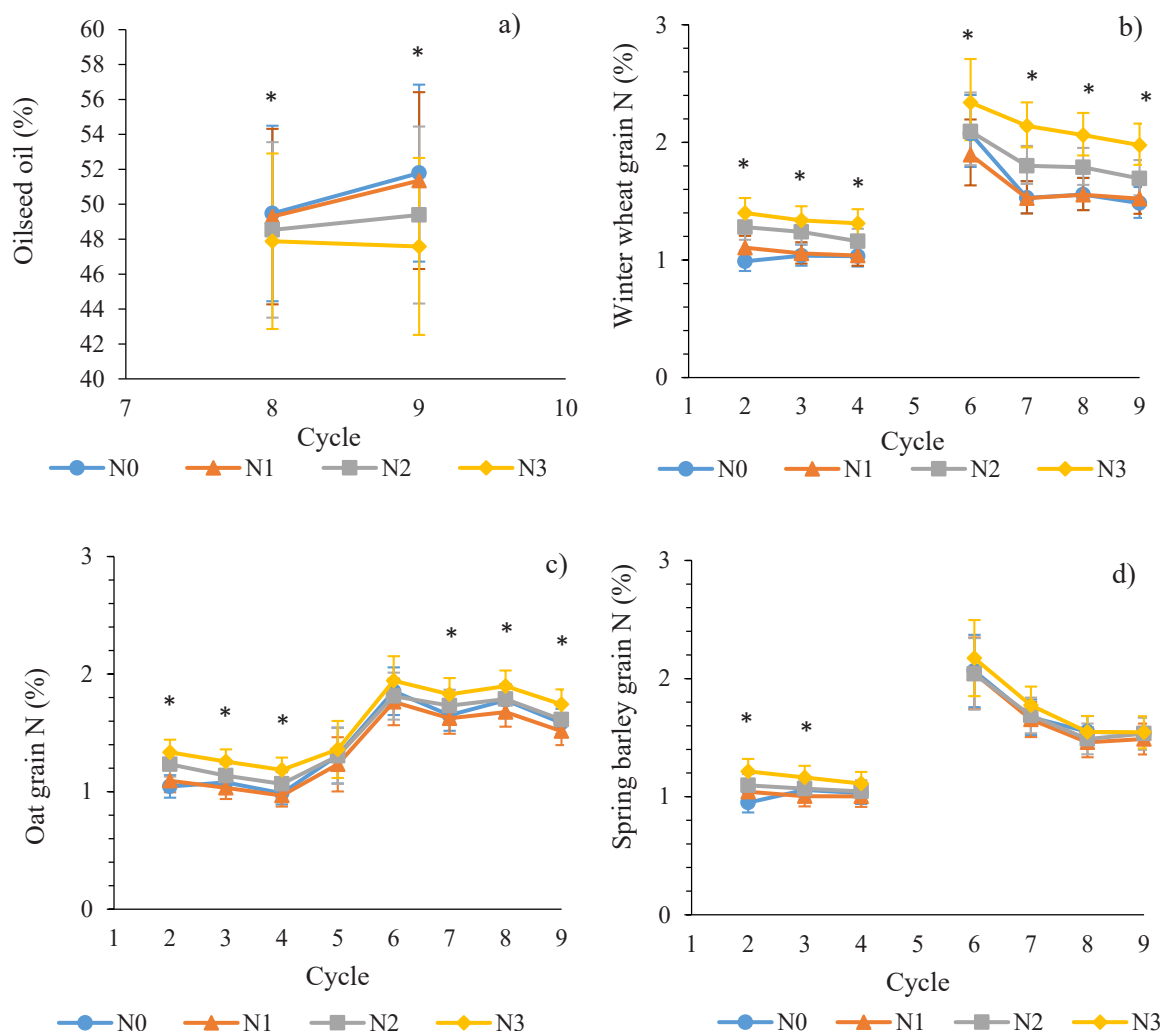 a)
Oilseed oil (%)
60
58
56
54
52
50
48
46
44
42
40
*
*
7
8
9
10
Cycle
N0
N1
N2
N3
b)
Winter wheat grain N (%)
3
2
1
0
*
*
*
*
*
*
*
1
2
3
4
5
6
7
8
9
Cycle
N0
N1
N2
N3
c)
Oat grain N (%)
3
2
1
0
*
*
*
*
*
*
1
2
3
4
5
6
7
8
9
Cycle
N0
N1
N2
N3
d)
Spring barley grain N (%)
3
2
1
0
*
*
1
2
3
4
5
6
7
8
9
Cycle
N0
N1
N2
N3